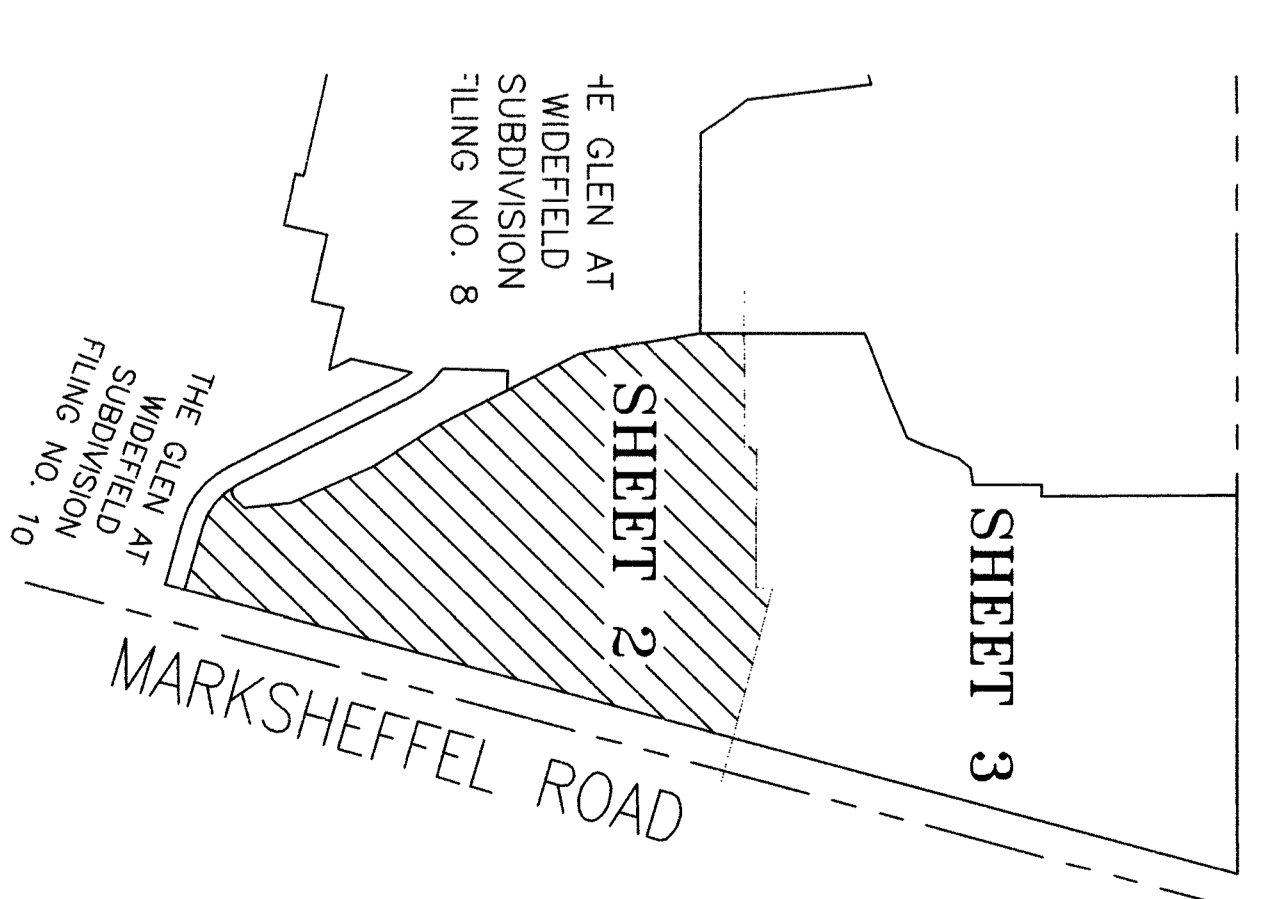 HE GLEN AT
WIDEFIELD
SUBDIVISION
FILING NO. 8
SHEET 3
SHEET 2
THE GLEN AT
WIDEFIELD
SUBDIVISION
FILING NO. 10
MARKSHEFFEL ROAD